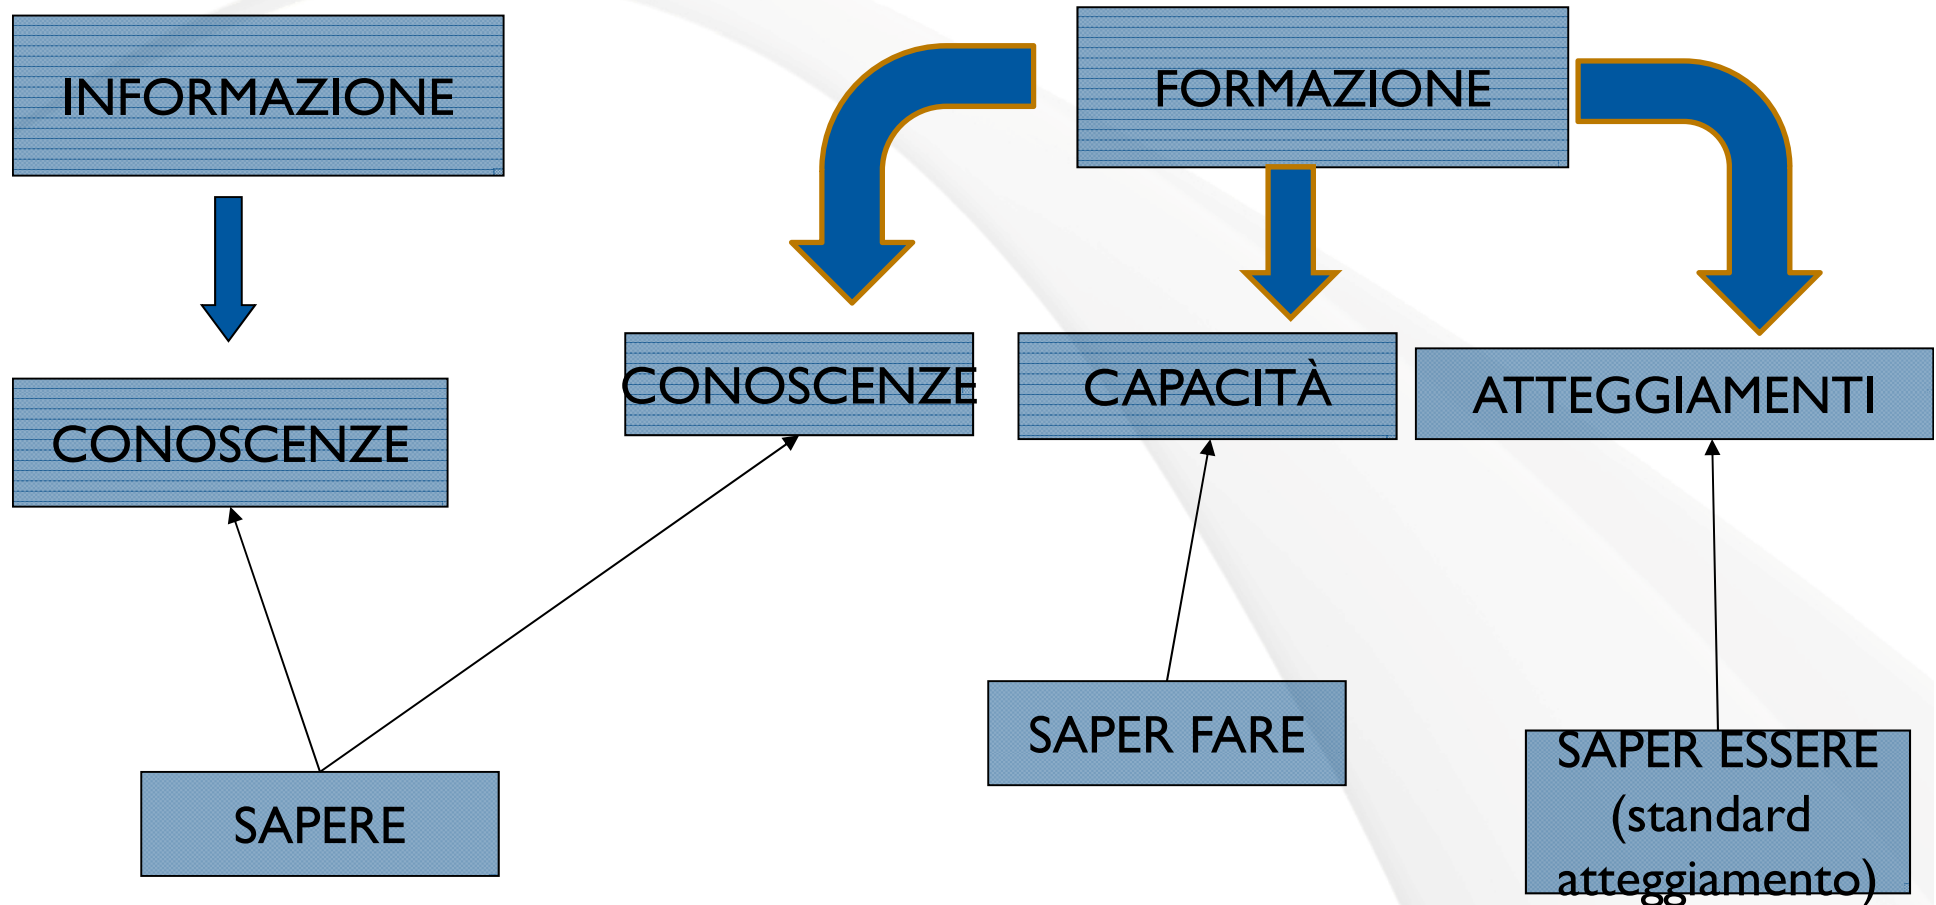 INFORMAZIONE
FORMAZIONE
CONOSCENZE
CONOSCENZE
CAPACITÀ
ATTEGGIAMENTI
SAPERE
SAPER FARE
SAPER ESSERE
(standard
atteggiamento)